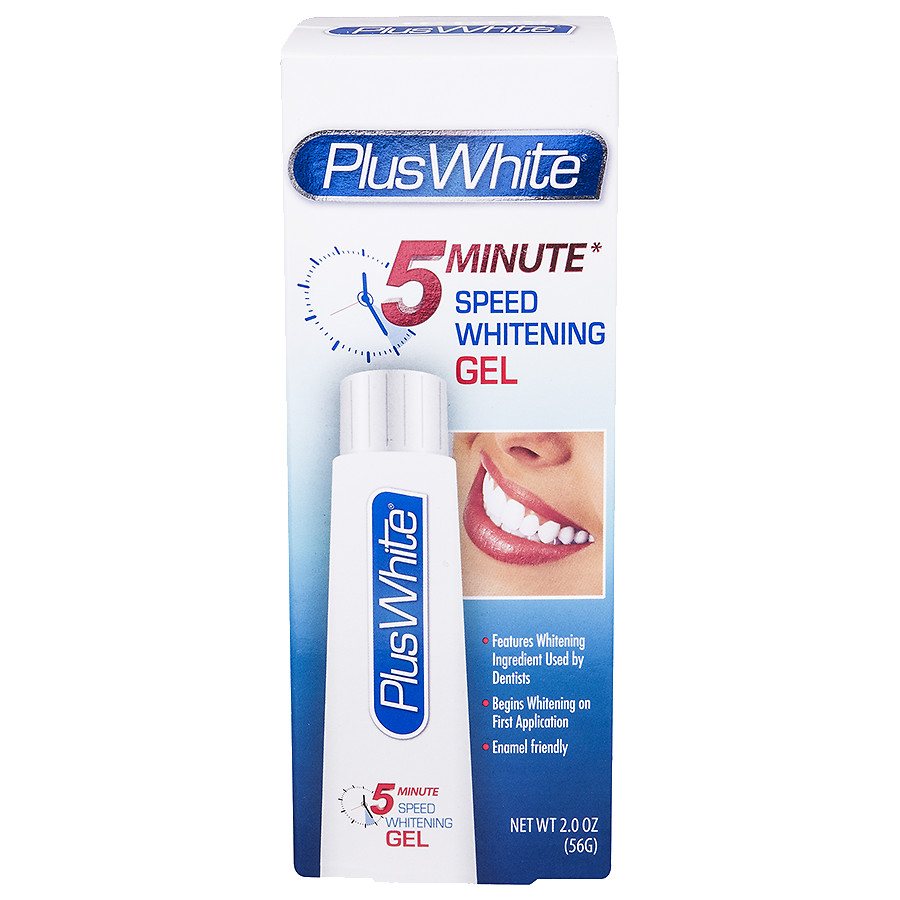 PlusWhite
PlusWhite
5 MINUTE*
SPEED
WHITENING
GEL
PlusWhite®
• Features Whitening
Ingredient Used by
Dentists
• Begins Whitening on
First Application
• Enamel friendly
5 MINUTE
SPEED
WHITENING
GEL
NET WT 2.0 OZ
(56G)